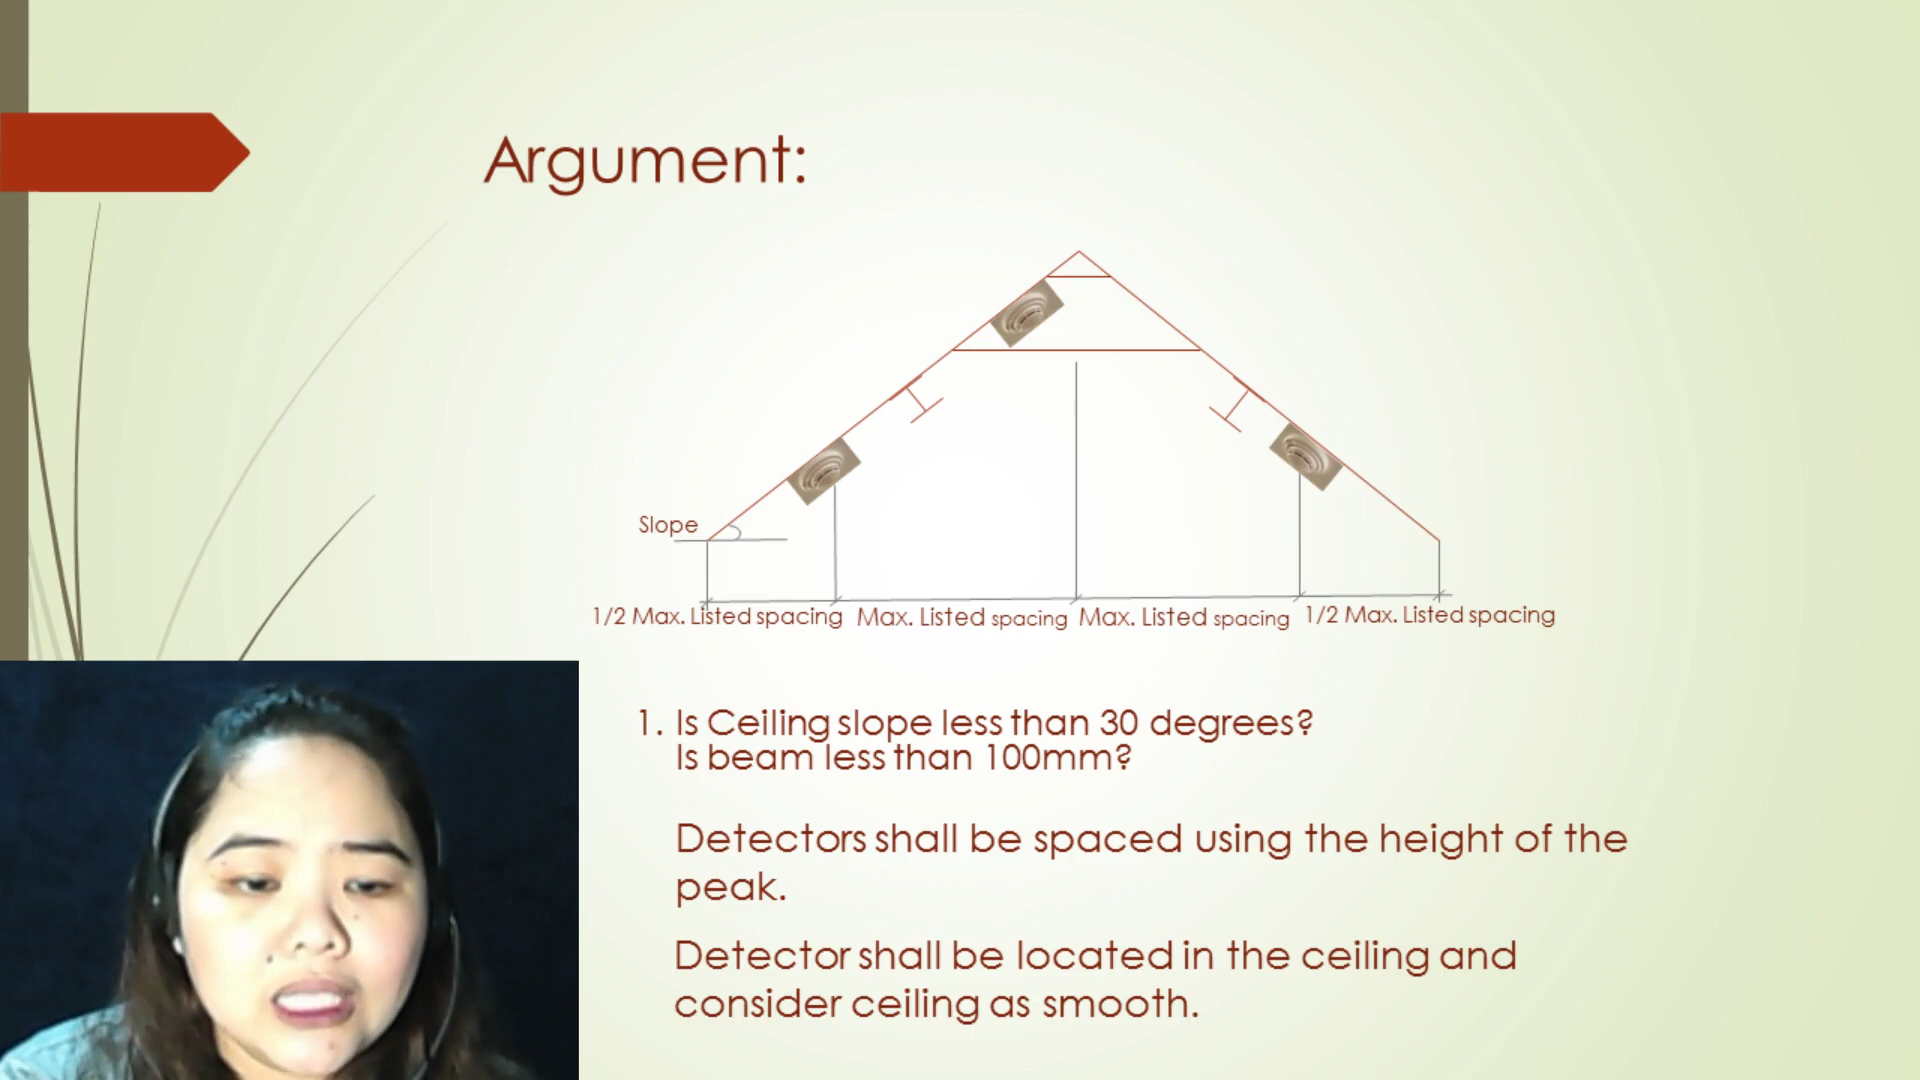 Argument:
Slope
1/2 Max. Listed spacing Max. Listed spacing Max. Listed spacing 1/2 Max. Listed spacing
1. Is Ceiling slope less than 30 degrees?
Is beam less than 100mm?
Detectors shall be spaced using the height of the
peak.
Detector shall be located in the ceiling and
consider ceiling as smooth.